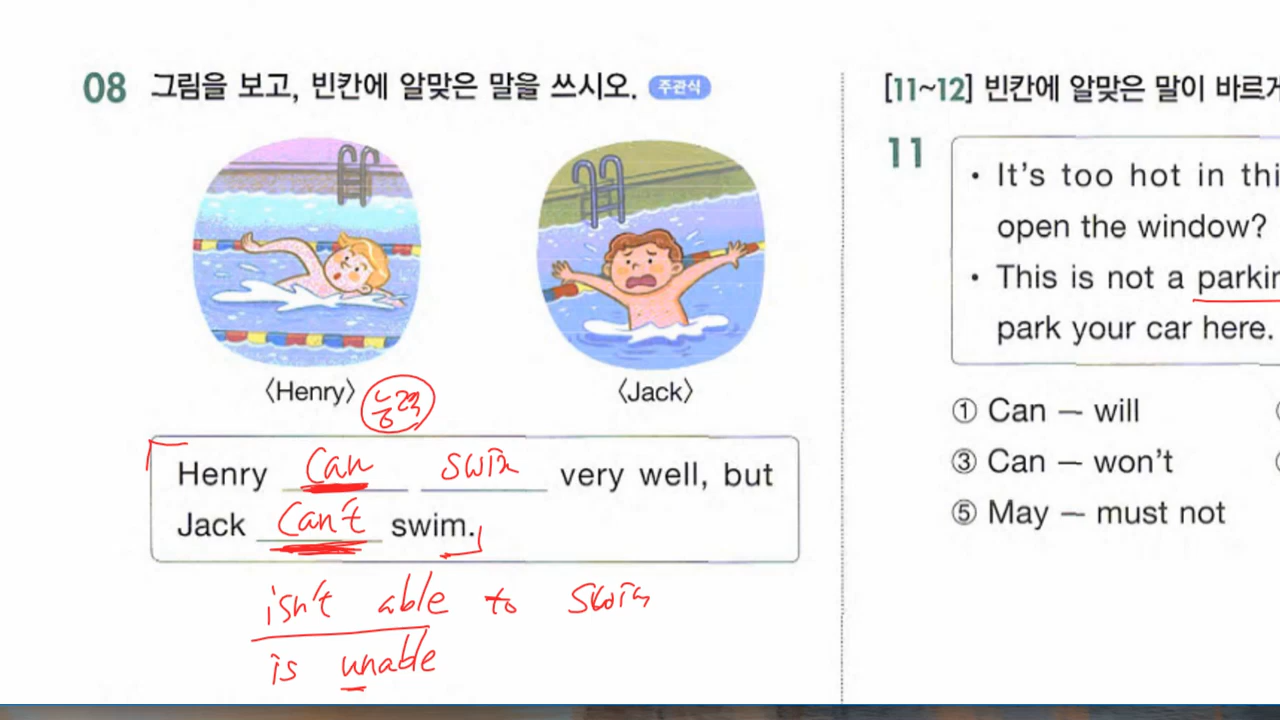 08 그림을 보고, 빈칸에 알맞은 말을 쓰시오. 주관식
〈Henry〉
〈Jack〉
능력
Henry can swim very well, but
Jack can't swim.
isn't able to swim
is unable
[11~12] 빈칸에 알맞은 말이 바르게
11
• It's too hot in thi
open the window?
• This is not a parkin
park your car here.
① Can — will
③ Can — won't
⑤ May — must not